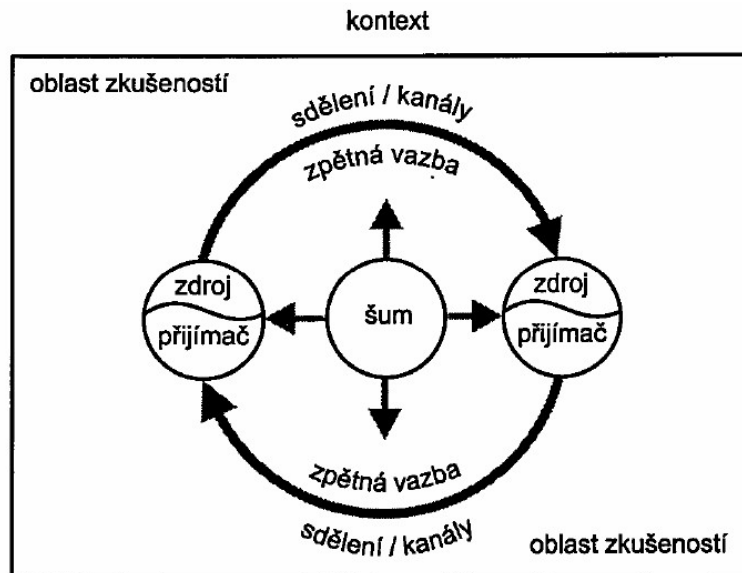 kontext
oblast zkušeností
sdělení / kanály
zpětná vazba
zdroj
přijímač
šum
zdroj
přijímač
zpětná vazba
sdělení / kanály
oblast zkušeností